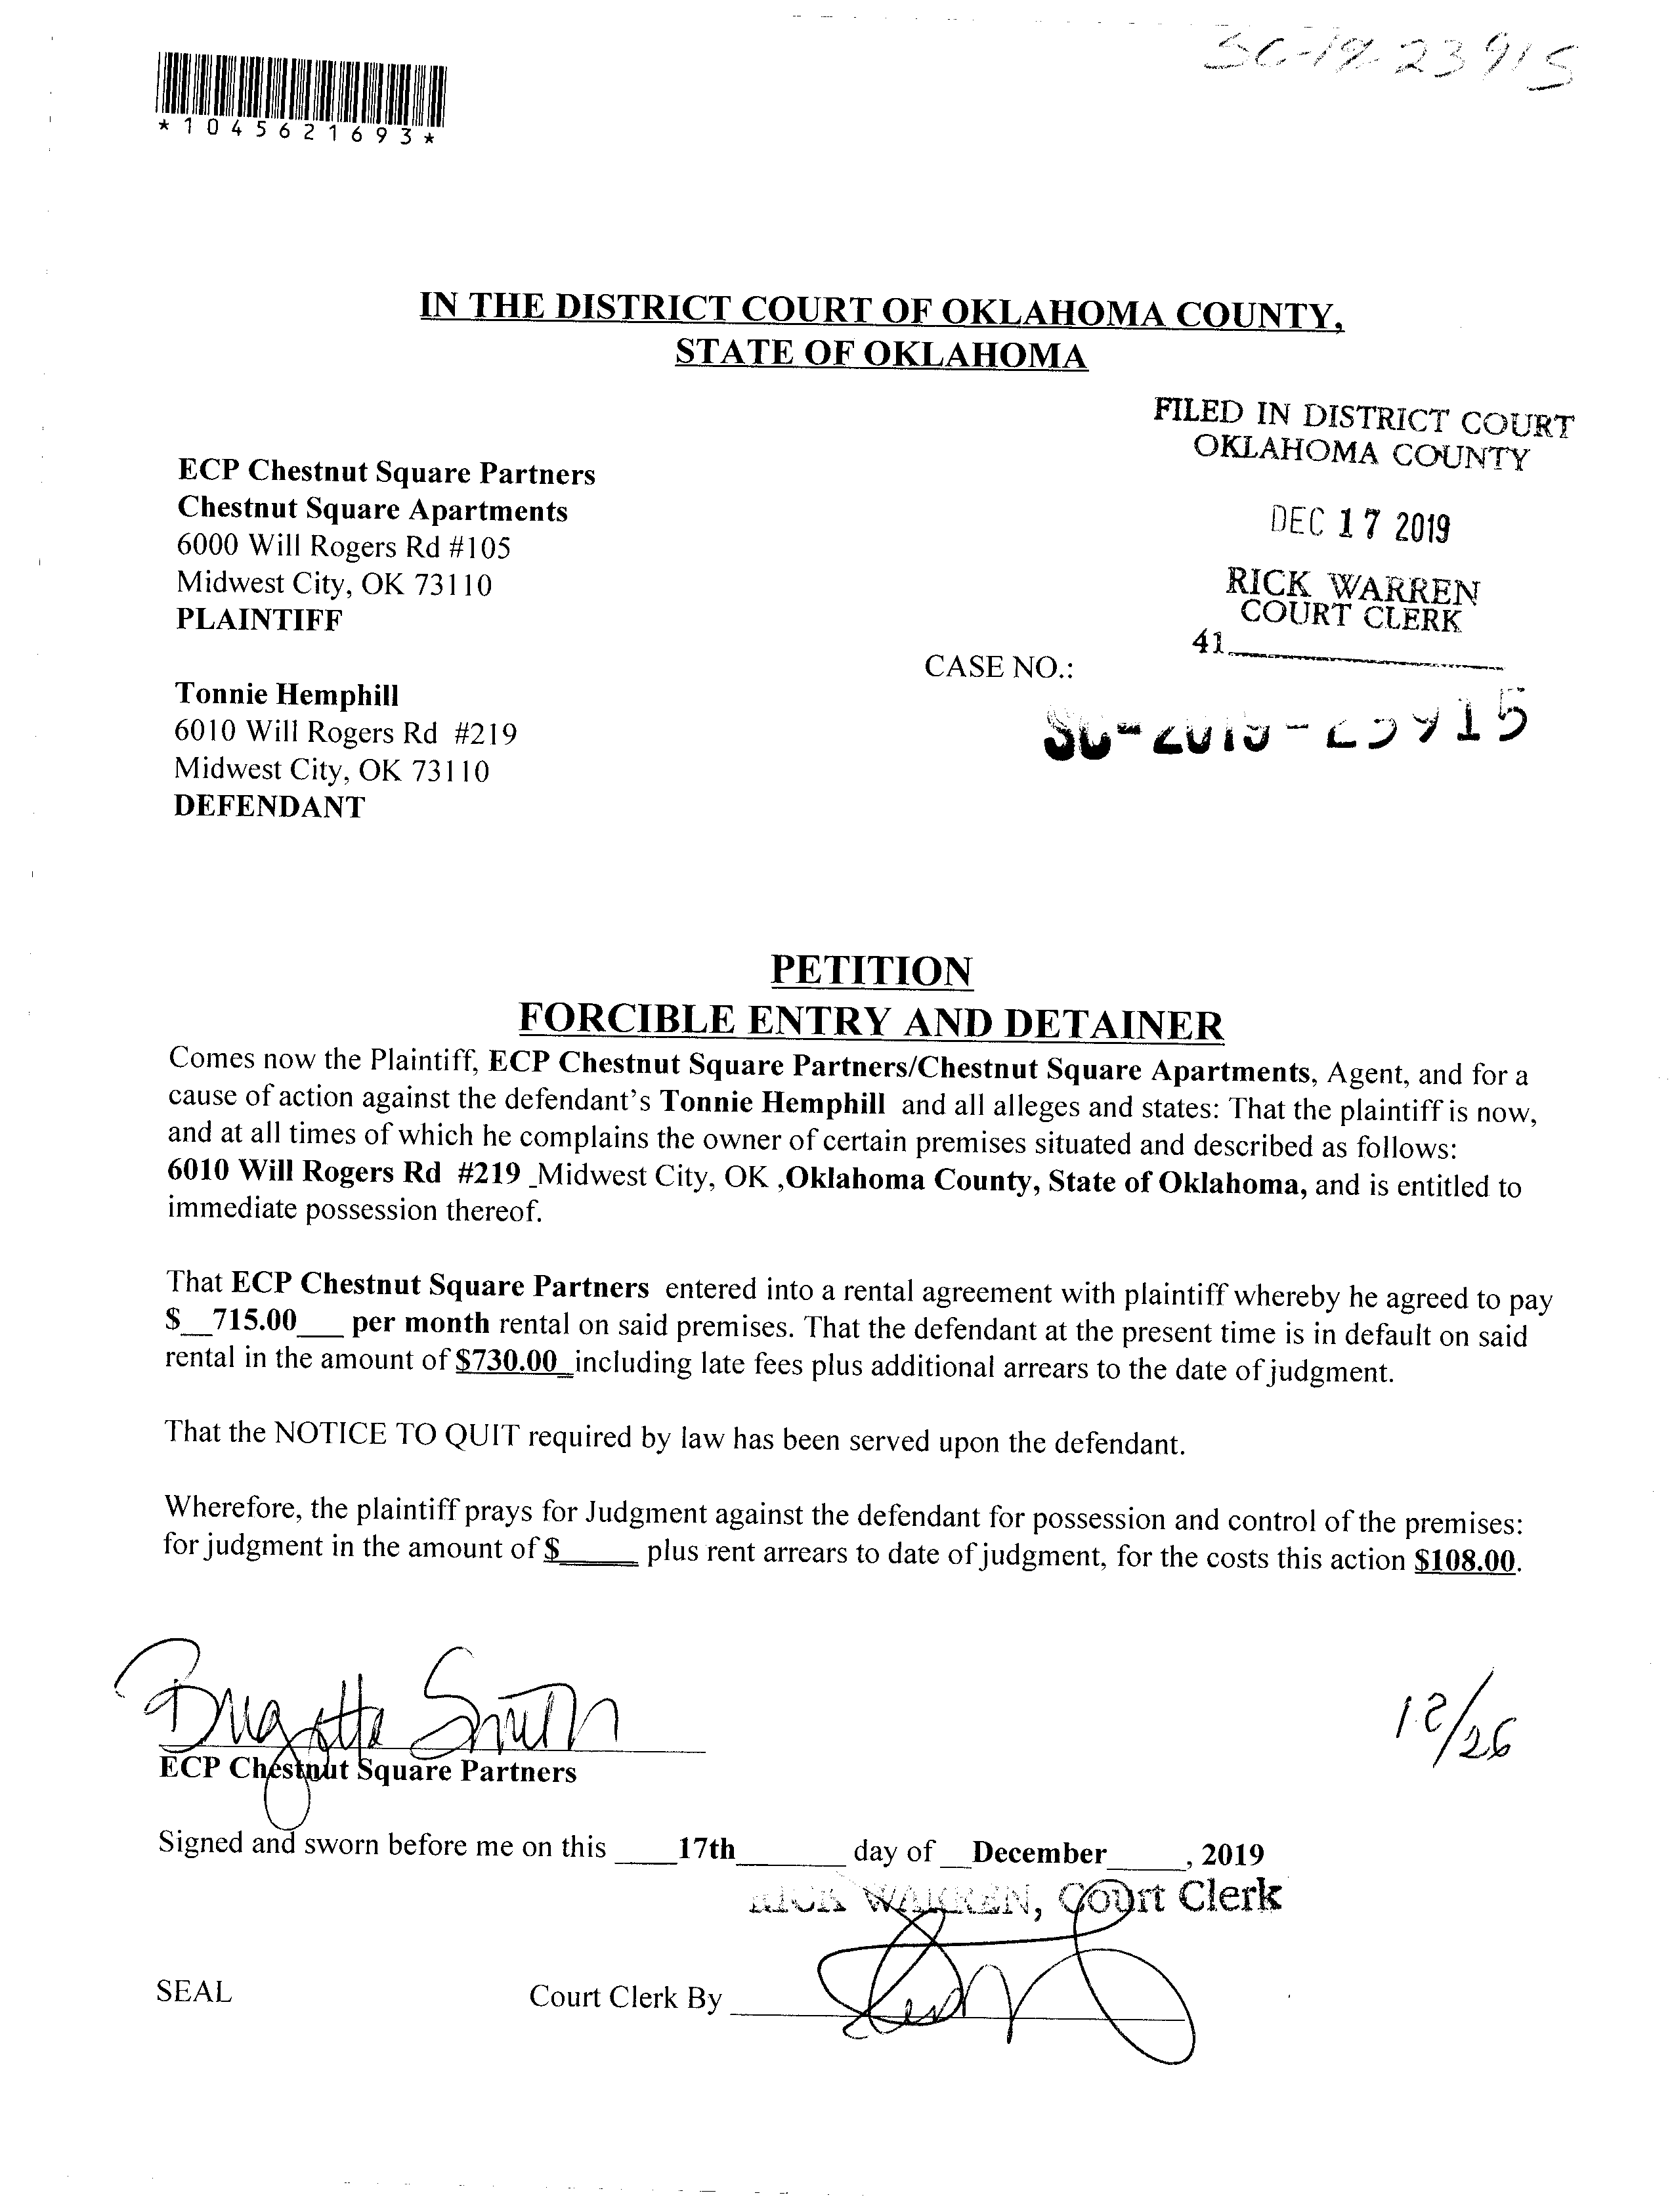 SC-19-23915
*1045621693*
IN THE DISTRICT COURT OF OKLAHOMA COUNTY,
STATE OF OKLAHOMA
FILED IN DISTRICT COURT
OKLAHOMA COUNTY
DEC 17 2019
RICK WARREN
COURT CLERK
41
ECP Chestnut Square Partners
Chestnut Square Apartments
6000 Will Rogers Rd #105
Midwest City, OK 73110
PLAINTIFF
CASE NO.:
SC-2019-23915
Tonnie Hemphill
6010 Will Rogers Rd #219
Midwest City, OK 73110
DEFENDANT
PETITION
FORCIBLE ENTRY AND DETAINER
Comes now the Plaintiff, ECP Chestnut Square Partners/Chestnut Square Apartments, Agent, and for a
cause of action against the defendant's Tonnie Hemphill and all alleges and states: That the plaintiff is now,
and at all times of which he complains the owner of certain premises situated and described as follows:
6010 Will Rogers Rd #219 _Midwest City, OK ,Oklahoma County, State of Oklahoma, and is entitled to
immediate possession thereof.
That ECP Chestnut Square Partners entered into a rental agreement with plaintiff whereby he agreed to pay
$__715.00___ per month rental on said premises. That the defendant at the present time is in default on said
rental in the amount of $730.00_including late fees plus additional arrears to the date of judgment.
That the NOTICE TO QUIT required by law has been served upon the defendant.
Wherefore, the plaintiff prays for Judgment against the defendant for possession and control of the premises:
for judgment in the amount of $_____ plus rent arrears to date of judgment, for the costs this action $108.00.
Brigette Smith
12/26
ECP Chestnut Square Partners
Signed and sworn before me on this ____17th_______ day of __December_____, 2019
RICK WARREN, Court Clerk
SEAL
Court Clerk By